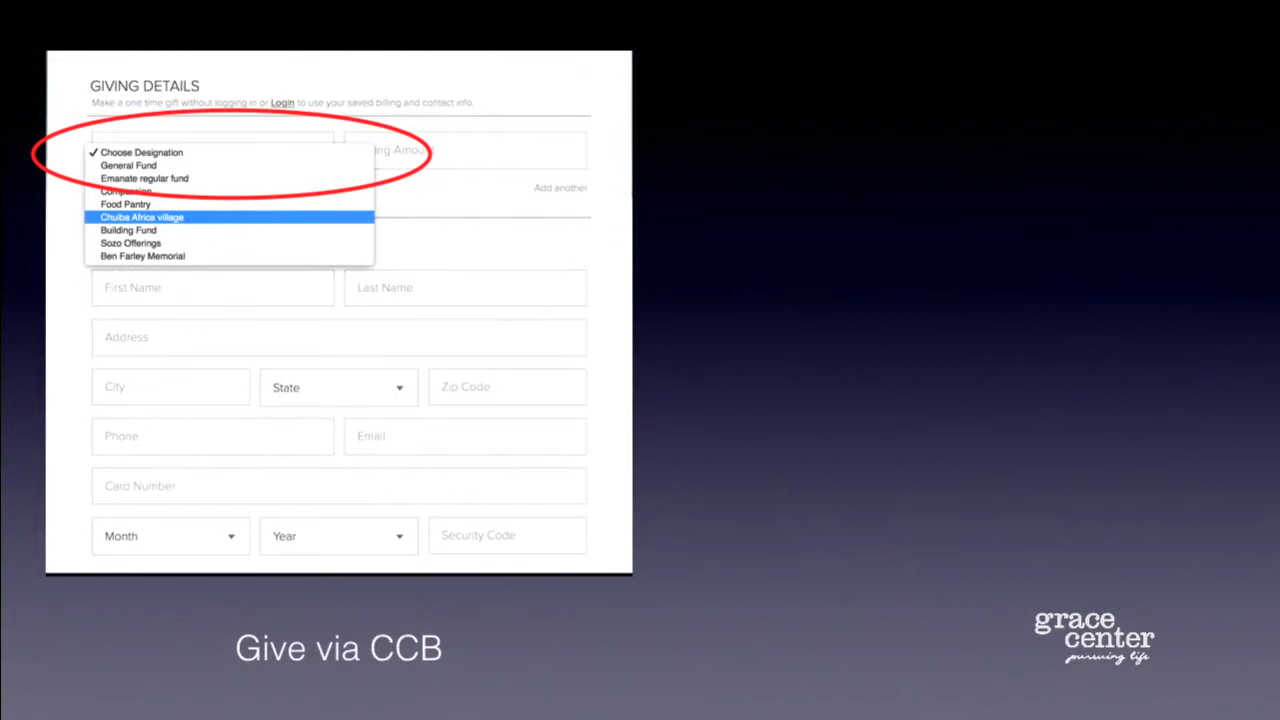 GIVING DETAILS
Make a one time gift without logging in or Login to use your saved billing and contact info.
✓ Choose Designation
General Fund
Emanate regular fund
Compassion
Food Pantry
Chuiba Africa village
Building Fund
Sozo Offerings
Ben Farley Memorial
Add another
First Name Last Name
Address
City State Zip Code
Phone Email
Card Number
Month Year Security Code
Give via CCB
grace
center
pursuing life